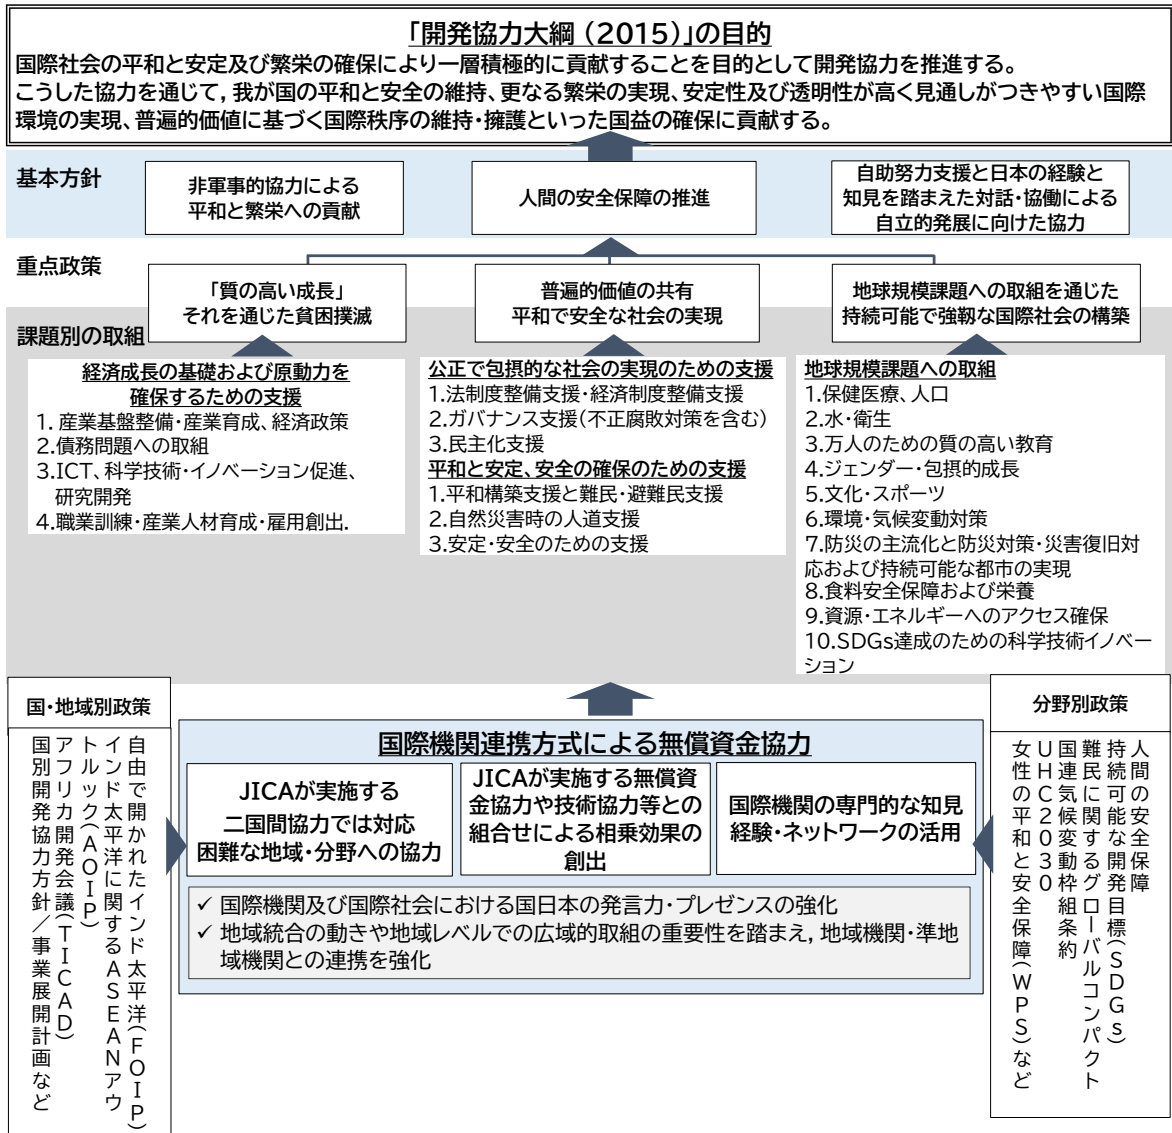 「開発協力大綱（2015）」の目的
国際社会の平和と安定及び繁栄の確保により一層積極的に貢献することを目的として開発協力を推進する。
こうした協力を通じて，我が国の平和と安全の維持、更なる繁栄の実現、安定性及び透明性が高く見通しがつきやすい国際
環境の実現、普遍的価値に基づく国際秩序の維持・擁護といった国益の確保に貢献する。
基本方針
非軍事的協力による
平和と繁栄への貢献
人間の安全保障の推進
自助努力支援と日本の経験と
知見を踏まえた対話・協働による
自立的発展に向けた協力
重点政策
「質の高い成長」
それを通じた貧困撲滅
普遍的価値の共有
平和で安全な社会の実現
地球規模課題への取組を通じた
持続可能で強靱な国際社会の構築
課題別の取組
経済成長の基礎および原動力を
確保するための支援
1. 産業基盤整備・産業育成、経済政策
2.債務問題への取組
3.ICT、科学技術・イノベーション促進、
研究開発
4.職業訓練・産業人材育成・雇用創出.
公正で包摂的な社会の実現のための支援
1.法制度整備支援・経済制度整備支援
2.ガバナンス支援（不正腐敗対策を含む）
3.民主化支援
平和と安定、安全の確保のための支援
1.平和構築支援と難民・避難民支援
2.自然災害時の人道支援
3.安定・安全のための支援
地球規模課題への取組
1.保健医療、人口
2.水・衛生
3.万人のための質の高い教育
4.ジェンダー・包摂的成長
5.文化・スポーツ
6.環境・気候変動対策
7.防災の主流化と防災対策・災害復旧対
応および持続可能な都市の実現
8.食料安全保障および栄養
9.資源・エネルギーへのアクセス確保
10.SDGs達成のための科学技術イノベー
ション
国・地域別政策
自由で開かれたインド太平洋（FOIP）
インド太平洋に関するASEANアウ
トルック（AOIP）
アフリカ開発会議（TICAD）
国別開発協力方針／事業展開計画など
国際機関連携方式による無償資金協力
JICAが実施する
二国間協力では対応
困難な地域・分野への協力
JICAが実施する無償資
金協力や技術協力等との
組合せによる相乗効果の
創出
国際機関の専門的な知見
経験・ネットワークの活用
✓ 国際機関及び国際社会における国日本の発言力・プレゼンスの強化
✓ 地域統合の動きや地域レベルでの広域的取組の重要性を踏まえ，地域機関・準地
域機関との連携を強化
分野別政策
人間の安全保障
持続可能な開発目標（SDGs）
難民に関するグローバルコンパクト
国連気候変動枠組条約
UHC2030
女性の平和と安全保障（WPS）など